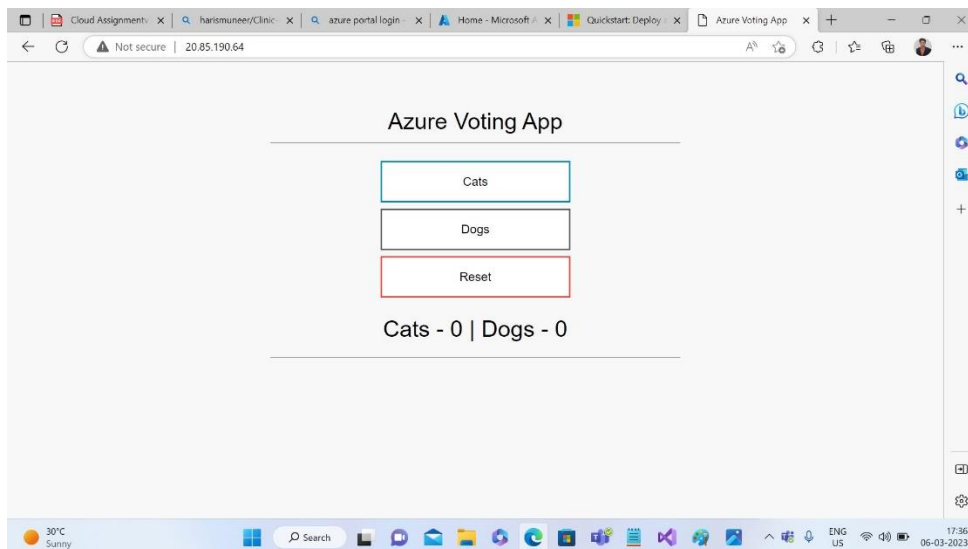 Cloud Assignment
harismuneer/Clinic
azure portal login
Home - Microsoft A
Quickstart: Deploy
Azure Voting App
Not secure
20.85.190.64
Azure Voting App
Cats
Dogs
Reset
Cats - 0 | Dogs - 0
30°C
Sunny
Search
ENG
US
17:36
06-03-2023